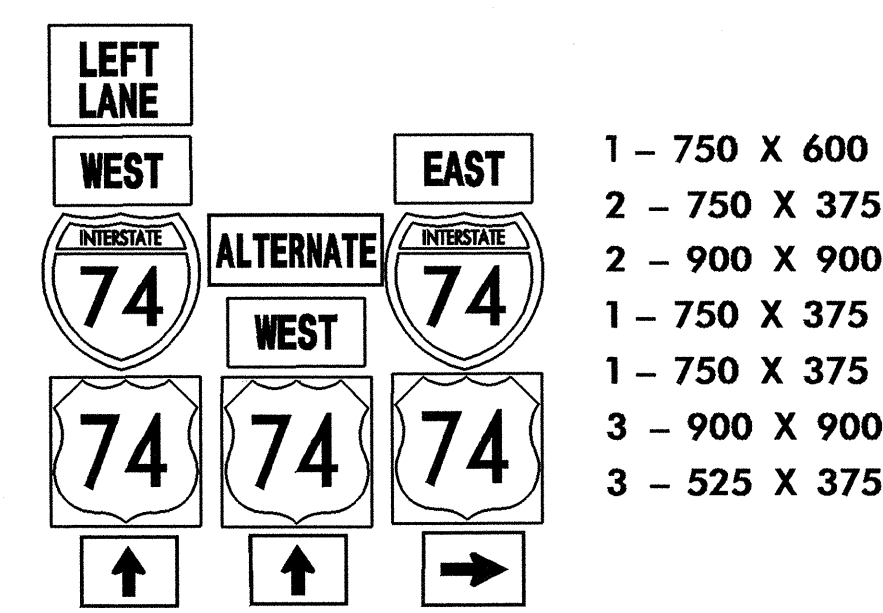 LEFT
LANE
WEST
INTERSTATE
74
74
ALTERNATE
WEST
74
EAST
INTERSTATE
74
74
1 – 750 X 600
2 – 750 X 375
2 – 900 X 900
1 – 750 X 375
1 – 750 X 375
3 – 900 X 900
3 – 525 X 375